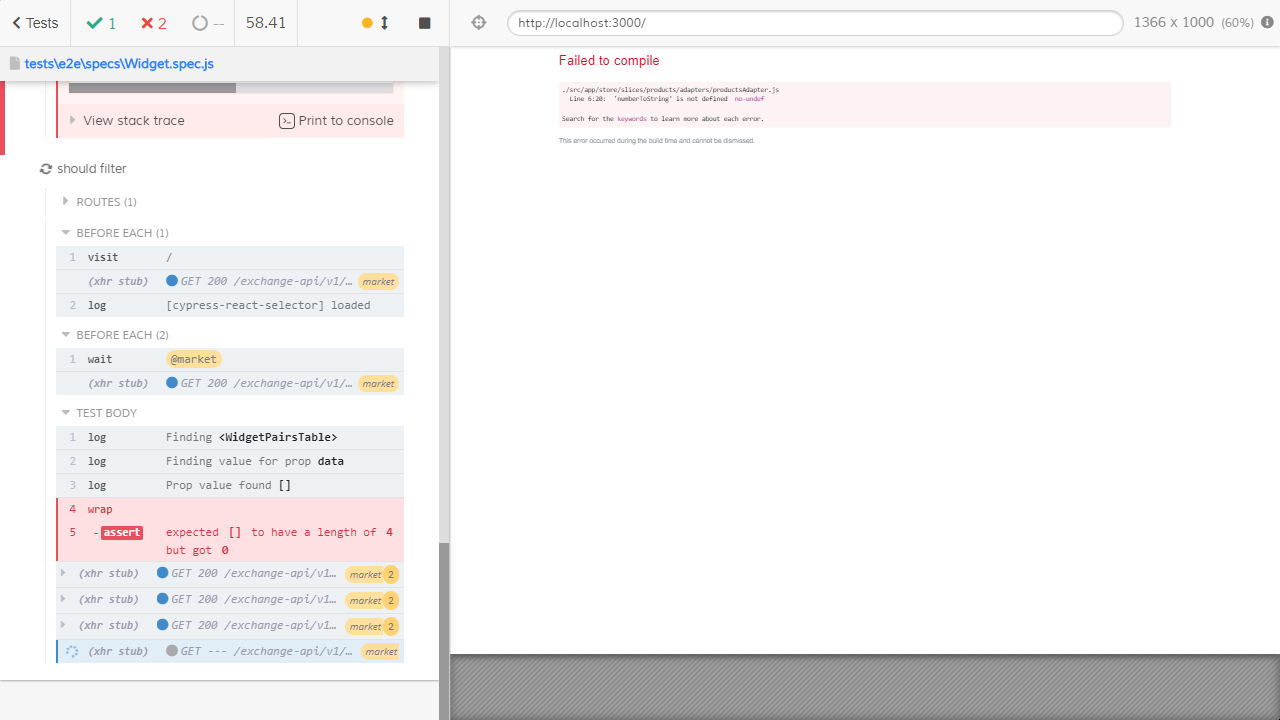 Tests
1
2
--
58.41
http://localhost:3000/
1366 x 1000 (60%)
tests\e2e\specs\Widget.spec.js
View stack trace
Print to console
should filter
ROUTES (1)
BEFORE EACH (1)
1 visit /
(xhr stub) GET 200 /exchange-api/v1/… market
2 log [cypress-react-selector] loaded
BEFORE EACH (2)
1 wait @market
(xhr stub) GET 200 /exchange-api/v1/… market
TEST BODY
1 log Finding <WidgetPairsTable>
2 log Finding value for prop data
3 log Prop value found []
4 wrap
5 -assert expected [] to have a length of 4
but got 0
(xhr stub) GET 200 /exchange-api/v1… market 2
(xhr stub) GET 200 /exchange-api/v1… market 2
(xhr stub) GET 200 /exchange-api/v1… market 2
(xhr stub) GET --- /exchange-api/v1/… market
Failed to compile
./src/app/store/slices/products/adapters/productsAdapter.js
Line 6:20: 'numberToString' is not defined no-undef
Search for the keywords to learn more about each error.
This error occurred during the build time and cannot be dismissed.